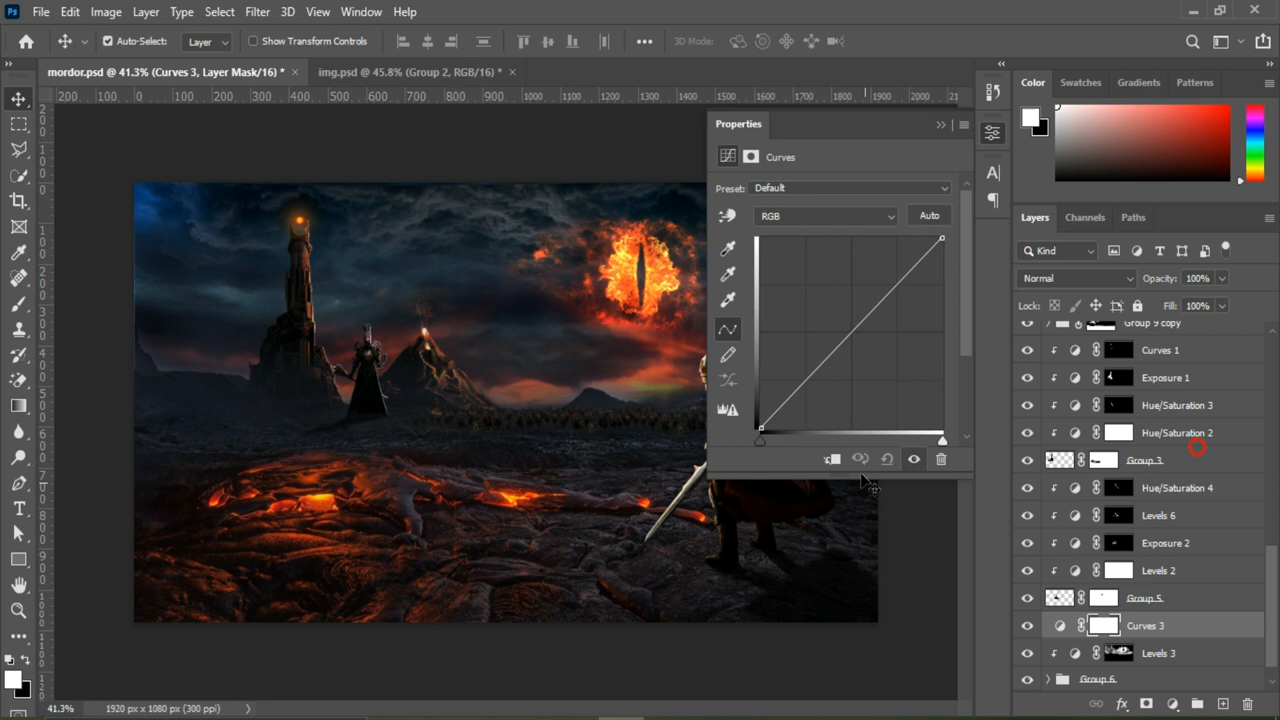 Ps File Edit Image Layer Type Select Filter 3D View Window Help
Auto-Select: Layer Show Transform Controls 3D Mode:
mordor.psd @ 41.3% (Curves 3, Layer Mask/16) * × img.psd @ 45.8% (Group 2, RGB/16) * ×
200 100 0 100 200 300 400 500 600 700 800 900 1000 1100 1200 1300 1400 1500 1600 1700 1800 1900 2000 21
Properties
Curves
Preset: Default
RGB Auto
Color Swatches Gradients Patterns
Layers Channels Paths
Kind
Normal Opacity: 100%
Lock: Fill: 100%
Group 9 copy
Curves 1
Exposure 1
Hue/Saturation 3
Hue/Saturation 2
Group 3
Hue/Saturation 4
Levels 6
Exposure 2
Levels 2
Group 5
Curves 3
Levels 3
Group 6
41.3% 1920 px x 1080 px (300 ppi)